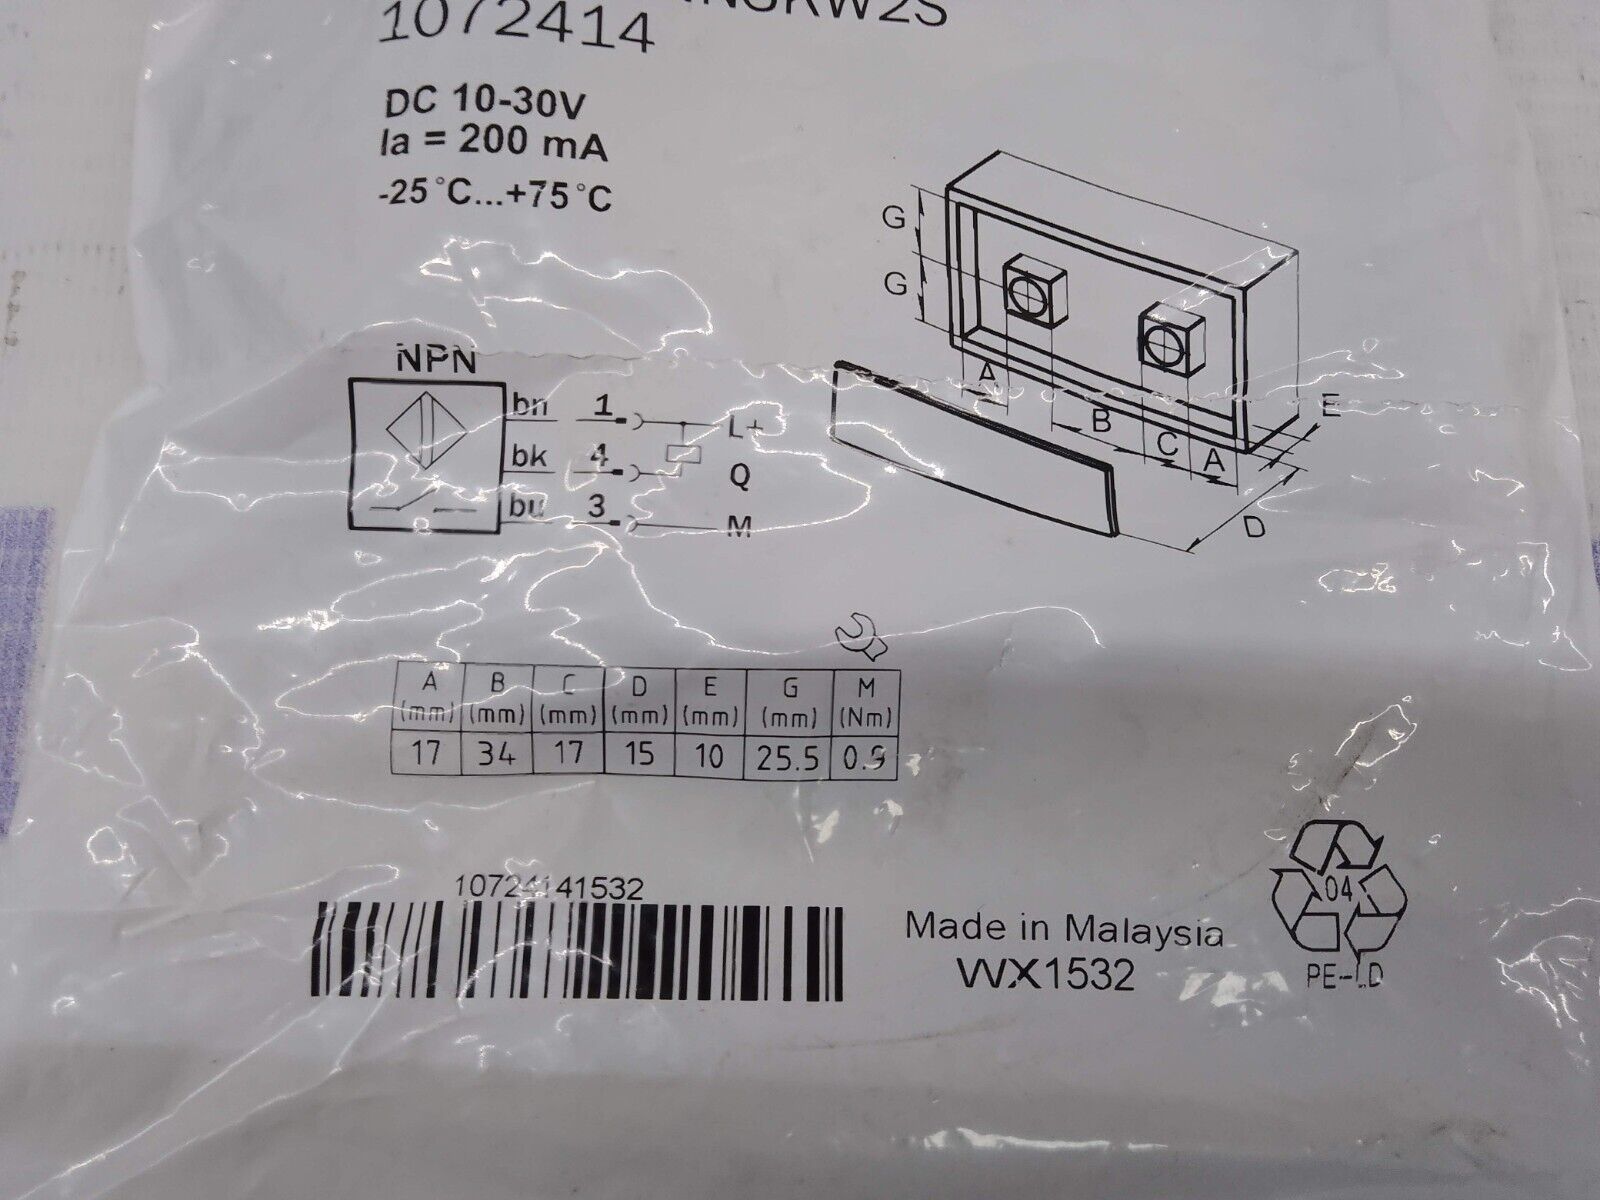 1072414
DC 10-30V
Ia = 200 mA
-25°C...+75°C
G
G
A
B
C
A
E
D
NPN
bn 1 L+
bk 4 Q
bu 3 M
A B C D E G M
(mm) (mm) (mm) (mm) (mm) (mm) (Nm)
17 34 17 15 10 25.5 0.9
10724141532
Made in Malaysia
WX1532
04
PE-LD